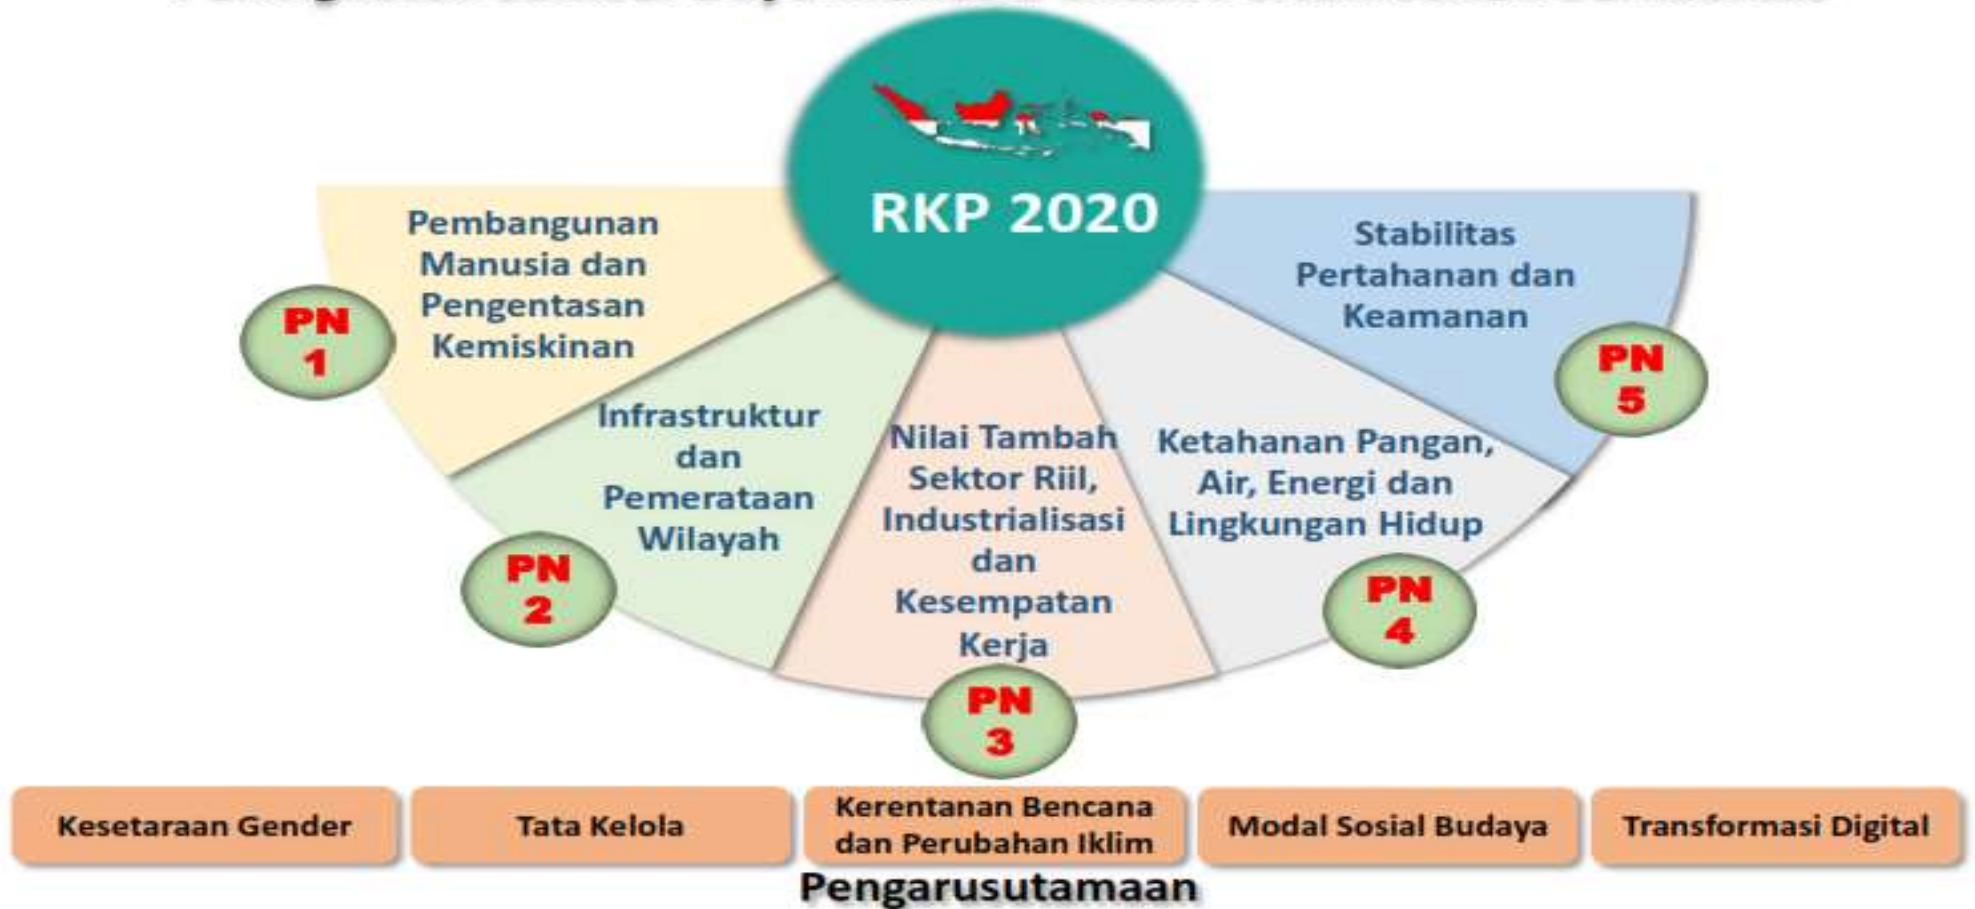 RKP 2020
Pembangunan
Manusia dan
Pengentasan
Kemiskinan
PN
1
Infrastruktur
dan
Pemerataan
Wilayah
PN
2
Nilai Tambah
Sektor Riil,
Industrialisasi
dan
Kesempatan
Kerja
PN
3
Ketahanan Pangan,
Air, Energi dan
Lingkungan Hidup
PN
4
Stabilitas
Pertahanan dan
Keamanan
PN
5
Kesetaraan Gender
Tata Kelola
Kerentanan Bencana
dan Perubahan Iklim
Modal Sosial Budaya
Transformasi Digital
Pengarusutamaan